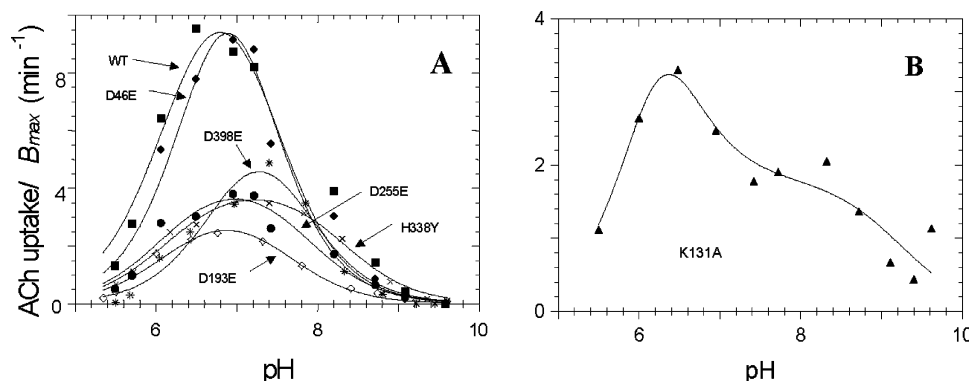 ACh uptake/ Bmax (min⁻¹)
8
4
0
WT
D46E
A
D398E
D255E
H338Y
D193E
6
8
10
pH
4
2
0
B
K131A
6
8
10
pH